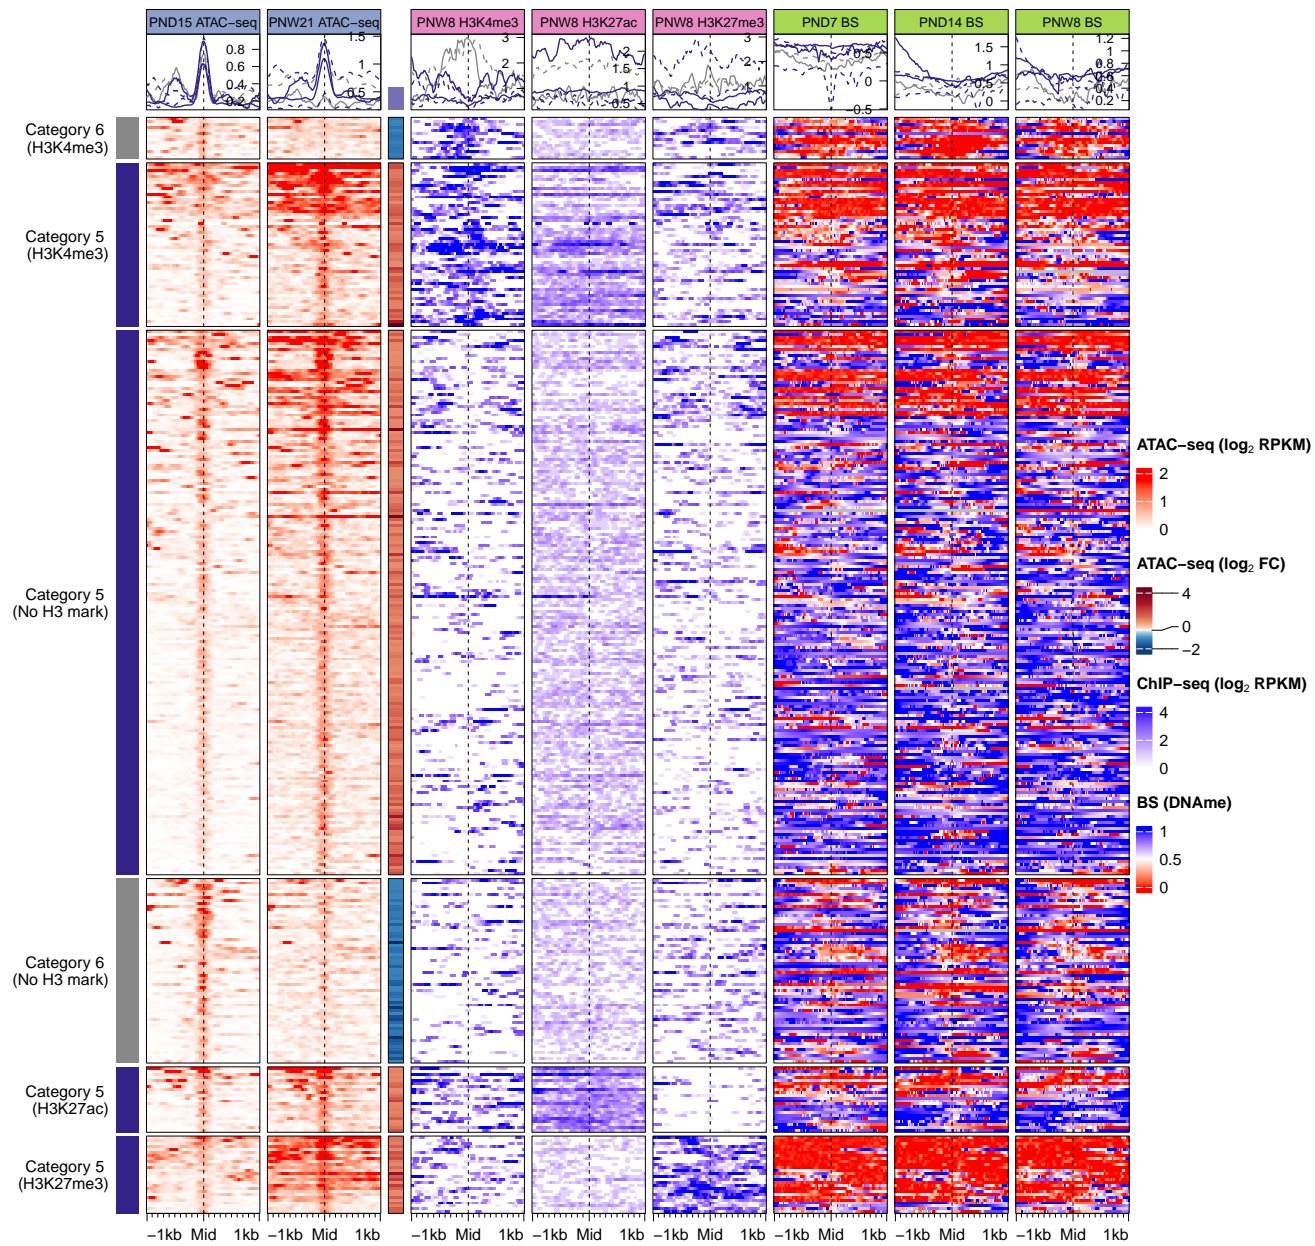 PND15 ATAC−seq PNW21 ATAC−seq PNW8 H3K4me3 PNW8 H3K27ac PNW8 H3K27me3 PND7 BS PND14 BS PNW8 BS
0.8
0.6
0.4
0.2
1.5
1
0.5
3
2
1
2
1.5
1
0.5
3
2
1
0.5
0
−0.5
1.5
1
0.5
0
1.2
1
0.8
0.6
0.4
0.2
Category 6
(H3K4me3)
Category 5
(H3K4me3)
Category 5
(No H3 mark)
Category 6
(No H3 mark)
Category 5
(H3K27ac)
Category 5
(H3K27me3)
−1kb Mid 1kb −1kb Mid 1kb −1kb Mid 1kb −1kb Mid 1kb −1kb Mid 1kb −1kb Mid 1kb −1kb Mid 1kb −1kb Mid 1kb
ATAC−seq (log₂ RPKM)
2
1
0
ATAC−seq (log₂ FC)
4
0
−2
ChIP−seq (log₂ RPKM)
4
2
0
BS (DNAme)
1
0.5
0